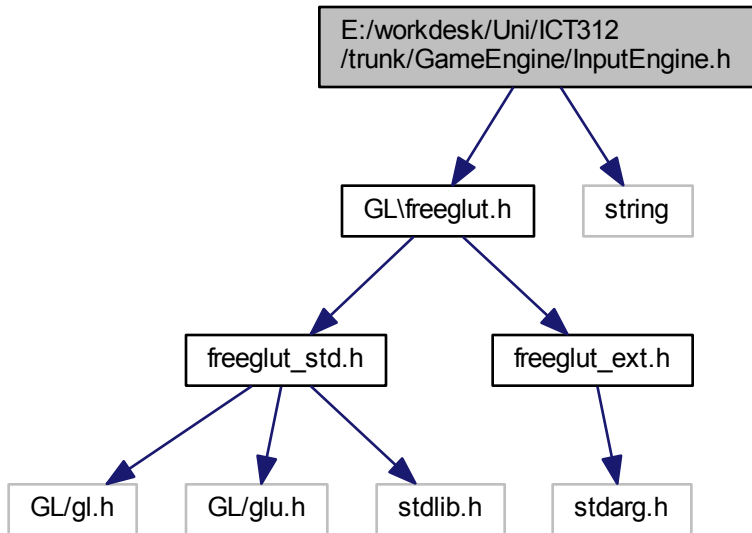 E:/workdesk/Uni/ICT312
/trunk/GameEngine/InputEngine.h
GL\freeglut.h
string
freeglut_std.h
freeglut_ext.h
GL/gl.h
GL/glu.h
stdlib.h
stdarg.h